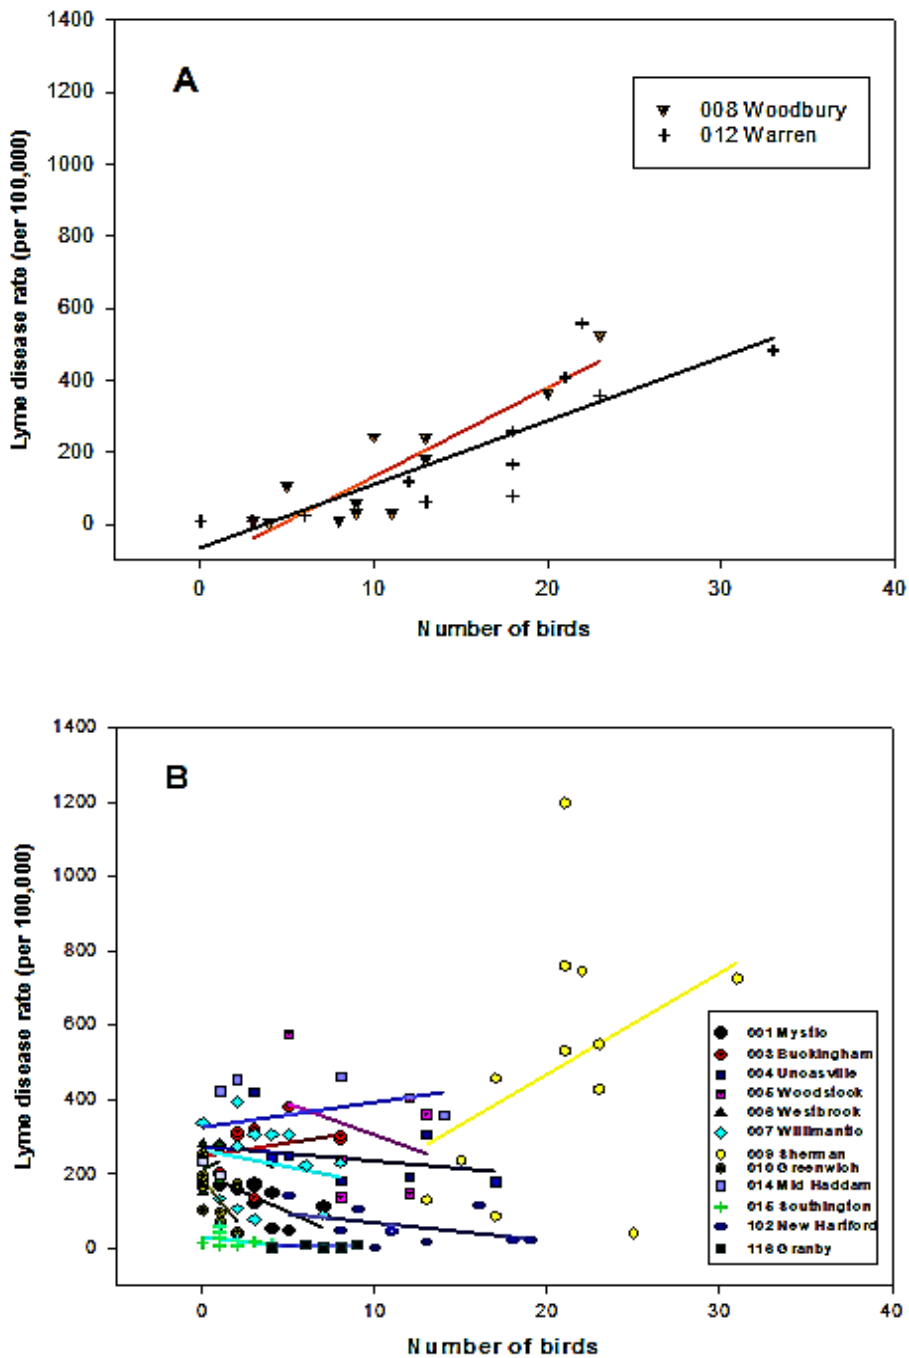 1400
A
1200
008 Woodbury
012 Warren
1000
800
600
400
200
0
Lyme disease rate (per 100,000)
0 10 20 30 40
Number of birds
1400
B
1200
1000
800
600
400
200
0
Lyme disease rate (per 100,000)
001 Mystic
003 Buckingham
004 Uncasville
005 Woodstock
006 Westbrook
007 Willimantic
009 Sherman
010 Greenwich
014 Mid Haddam
015 Southington
102 New Hartford
116 Granby
0 10 20 30 40
Number of birds